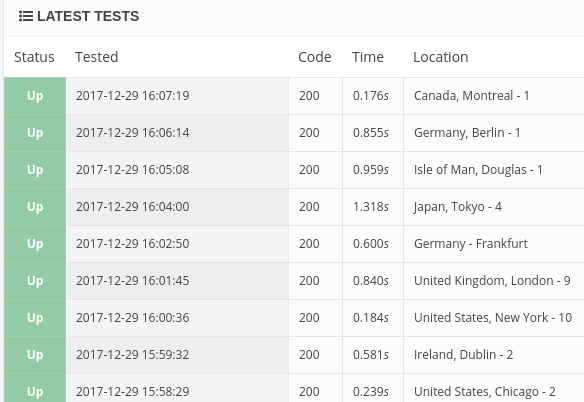 LATEST TESTS
Status Tested Code Time Location
Up 2017-12-29 16:07:19 200 0.176s Canada, Montreal - 1
Up 2017-12-29 16:06:14 200 0.855s Germany, Berlin - 1
Up 2017-12-29 16:05:08 200 0.959s Isle of Man, Douglas - 1
Up 2017-12-29 16:04:00 200 1.318s Japan, Tokyo - 4
Up 2017-12-29 16:02:50 200 0.600s Germany - Frankfurt
Up 2017-12-29 16:01:45 200 0.840s United Kingdom, London - 9
Up 2017-12-29 16:00:36 200 0.184s United States, New York - 10
Up 2017-12-29 15:59:32 200 0.581s Ireland, Dublin - 2
Up 2017-12-29 15:58:29 200 0.239s United States, Chicago - 2